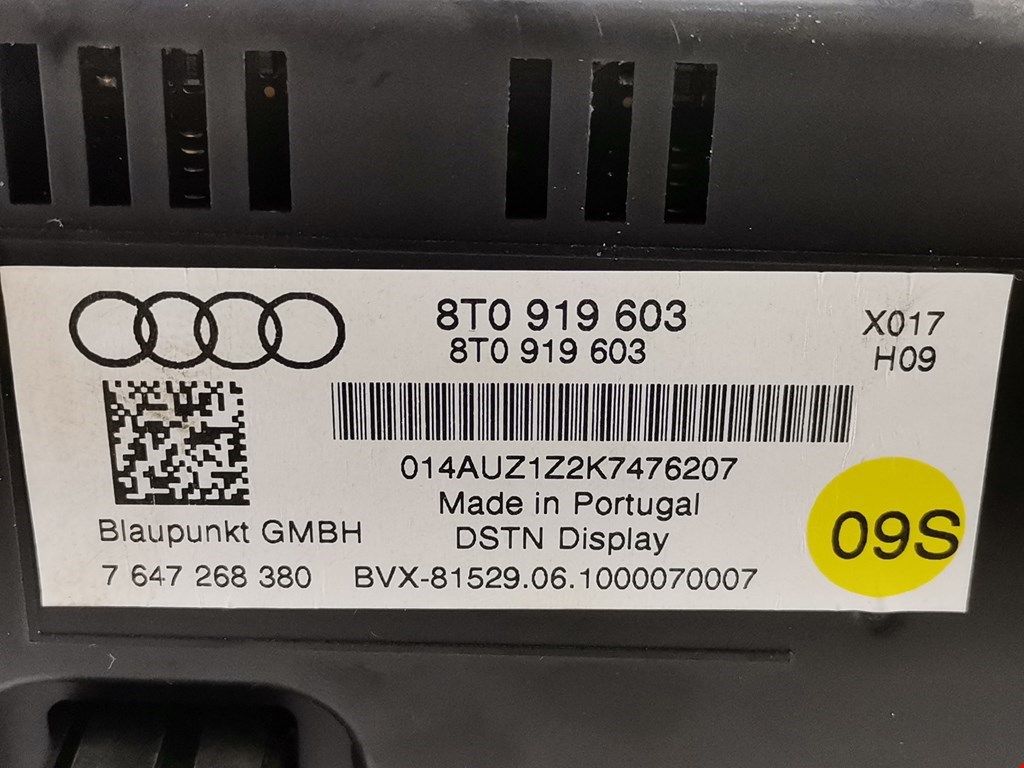 8T0 919 603
8T0 919 603
X017
H09
014AUZ1Z2K7476207
Made in Portugal
Blaupunkt GMBH
DSTN Display
7 647 268 380
BVX-81529.06.1000070007
09S